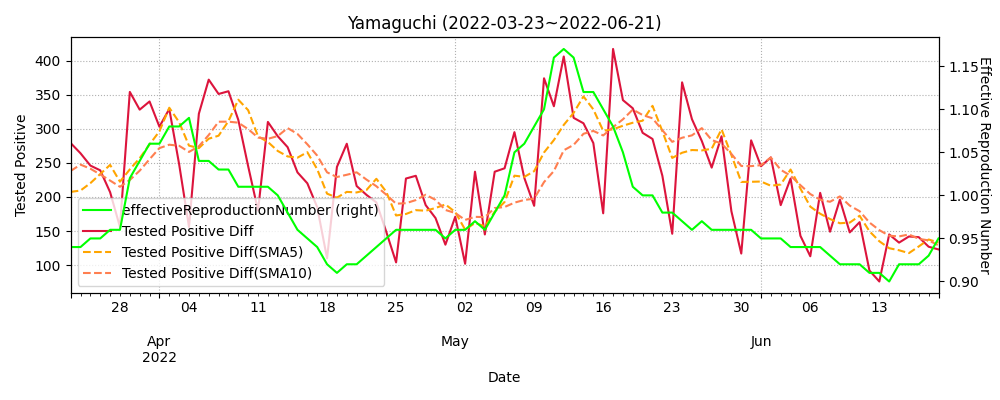 Yamaguchi (2022-03-23~2022-06-21)
Tested Positive
400
350
300
250
200
150
100
1.15
1.10
1.05
1.00
0.95
0.90
Effective Reproduction Number
effectiveReproductionNumber (right)
Tested Positive Diff
Tested Positive Diff(SMA5)
Tested Positive Diff(SMA10)
28 04 11 18 25 02 09 16 23 30 06 13
Apr May Jun
2022
Date